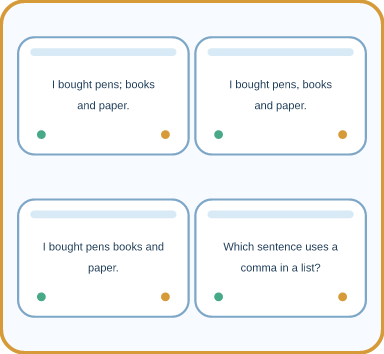 I bought pens; books
and paper.
I bought pens, books
and paper.
I bought pens books and
paper.
Which sentence uses a
comma in a list?